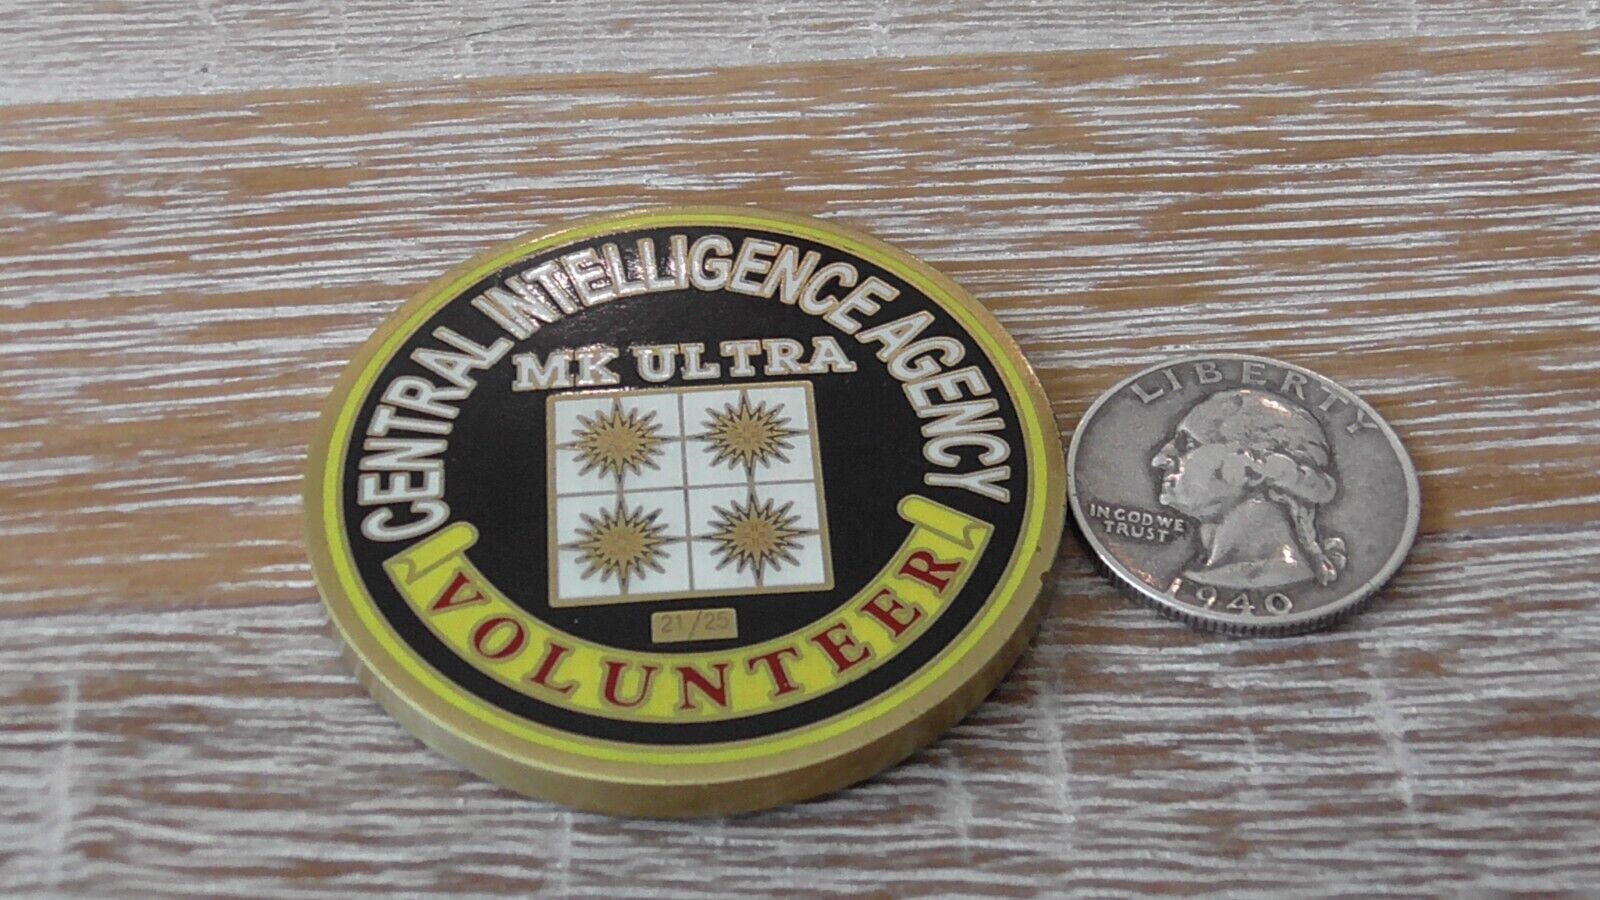 CENTRAL INTELLIGENCE AGENCY
MK ULTRA
21/25
VOLUNTEER
LIBERTY
IN GOD WE
TRUST
1940